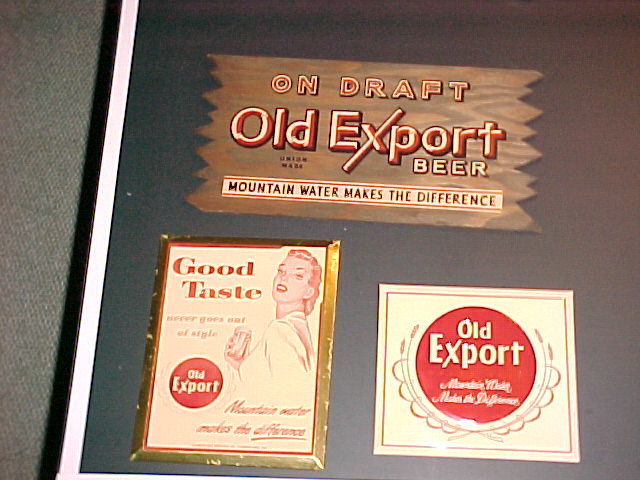 ON DRAFT
Old Export
UNION
MADE
BEER
MOUNTAIN WATER MAKES THE DIFFERENCE
Good
Taste
never goes out
of style
Old
Export
Mountain water
makes the difference
Old
Export
Mountain Water
Makes the Difference